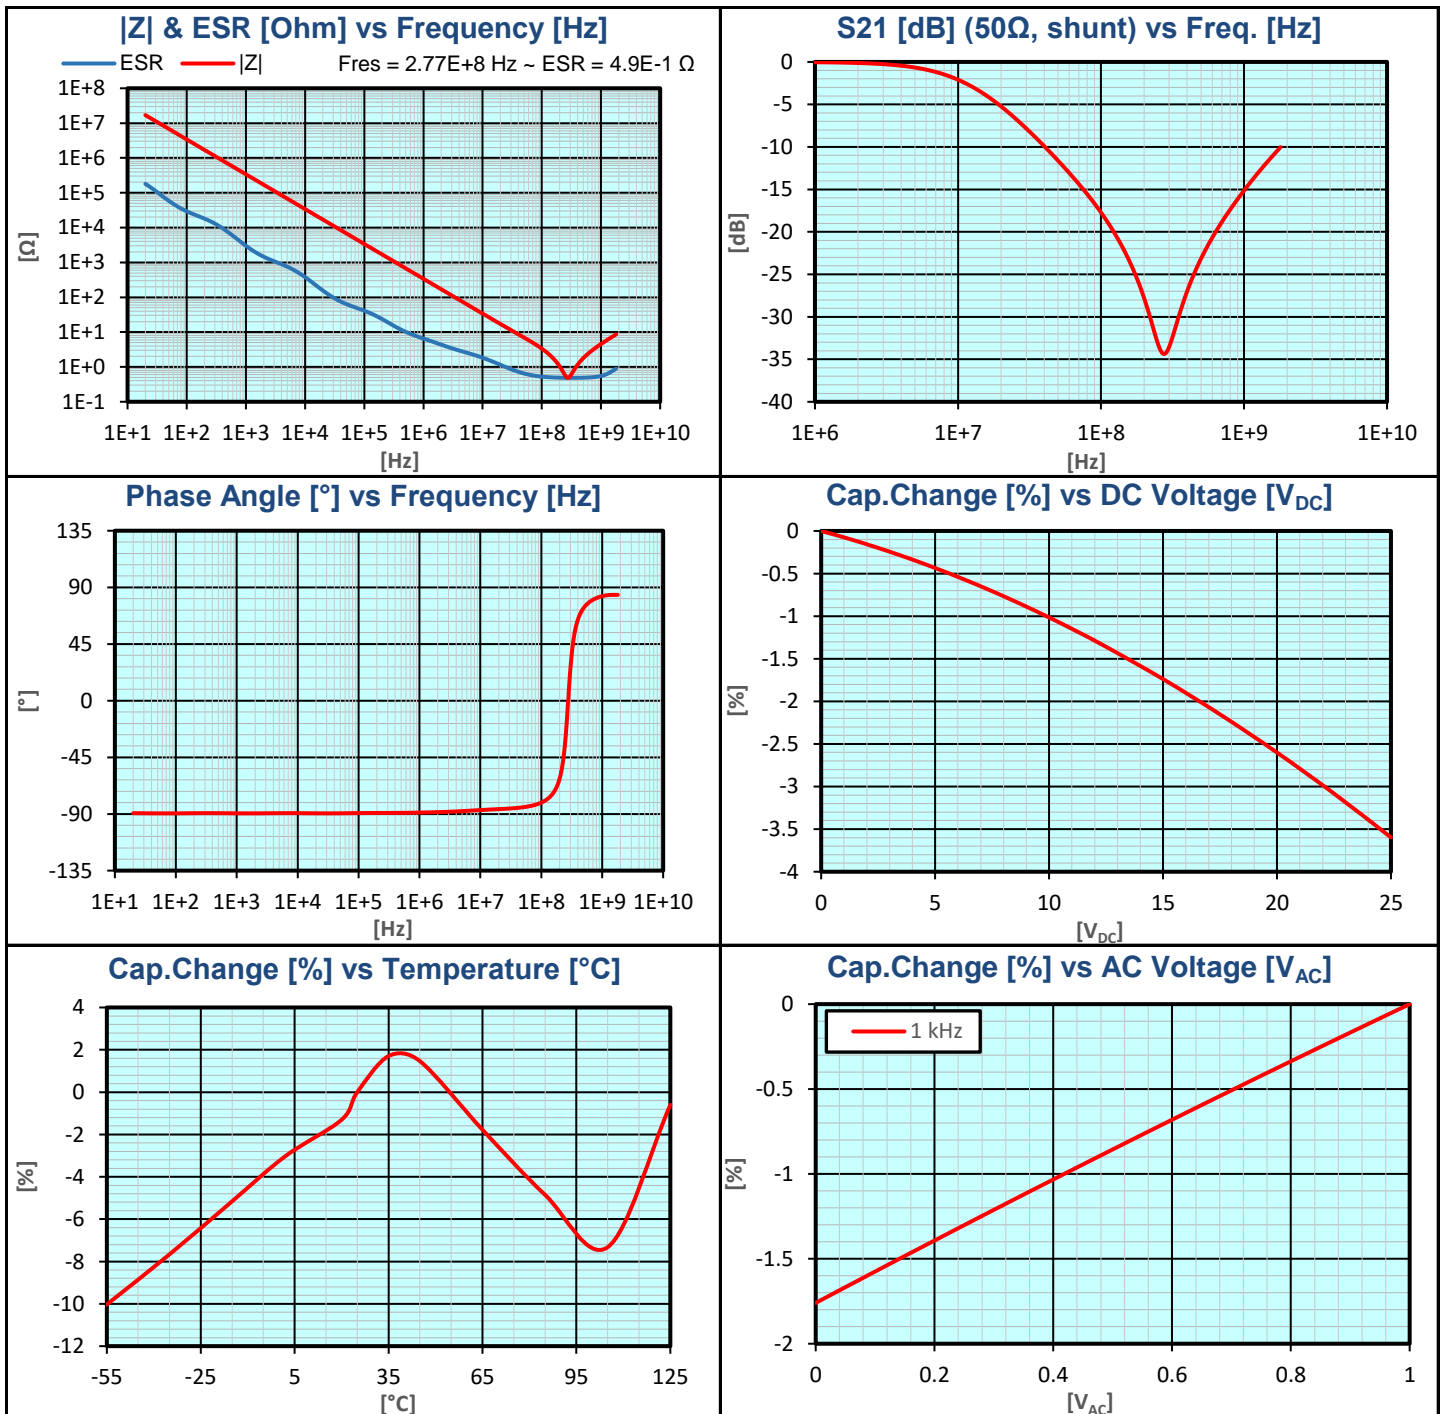 |Z| & ESR [Ohm] vs Frequency [Hz]
ESR |Z| Fres = 2.77E+8 Hz ~ ESR = 4.9E-1 Ω
1E+8
1E+7
1E+6
1E+5
1E+4
1E+3
1E+2
1E+1
1E+0
1E-1
[Ω]
1E+1 1E+2 1E+3 1E+4 1E+5 1E+6 1E+7 1E+8 1E+9 1E+10
[Hz]
S21 [dB] (50Ω, shunt) vs Freq. [Hz]
0
-5
-10
-15
-20
-25
-30
-35
-40
[dB]
1E+6 1E+7 1E+8 1E+9 1E+10
[Hz]
Phase Angle [°] vs Frequency [Hz]
135
90
45
0
-45
-90
-135
[°]
1E+1 1E+2 1E+3 1E+4 1E+5 1E+6 1E+7 1E+8 1E+9 1E+10
[Hz]
Cap.Change [%] vs DC Voltage [VDC]
0
-0.5
-1
-1.5
-2
-2.5
-3
-3.5
-4
[%]
0 5 10 15 20 25
[VDC]
Cap.Change [%] vs Temperature [°C]
4
2
0
-2
-4
-6
-8
-10
-12
[%]
-55 -25 5 35 65 95 125
[°C]
Cap.Change [%] vs AC Voltage [VAC]
1 kHz
0
-0.5
-1
-1.5
-2
[%]
0 0.2 0.4 0.6 0.8 1
[VAC]